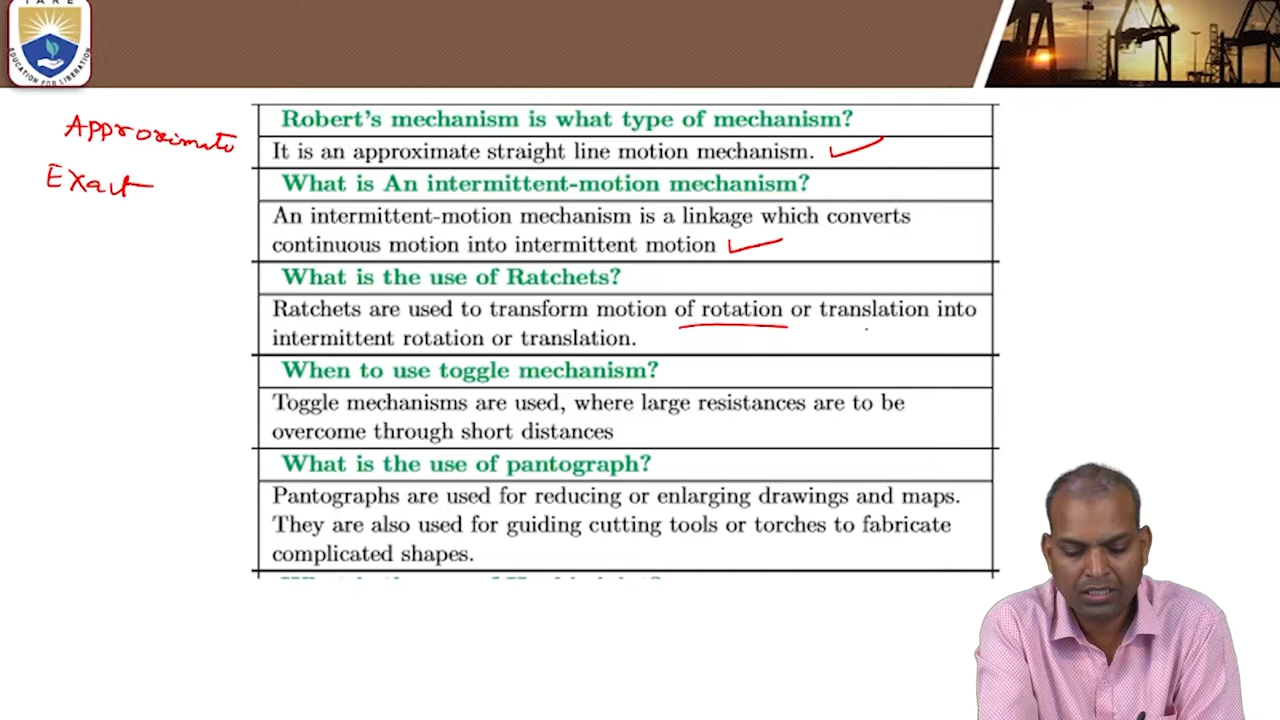 TARE
EDUCATION FOR LIBERATION
Approximate
Exact
Robert's mechanism is what type of mechanism?
It is an approximate straight line motion mechanism.
What is An intermittent-motion mechanism?
An intermittent-motion mechanism is a linkage which converts
continuous motion into intermittent motion
What is the use of Ratchets?
Ratchets are used to transform motion of rotation or translation into
intermittent rotation or translation.
When to use toggle mechanism?
Toggle mechanisms are used, where large resistances are to be
overcome through short distances
What is the use of pantograph?
Pantographs are used for reducing or enlarging drawings and maps.
They are also used for guiding cutting tools or torches to fabricate
complicated shapes.